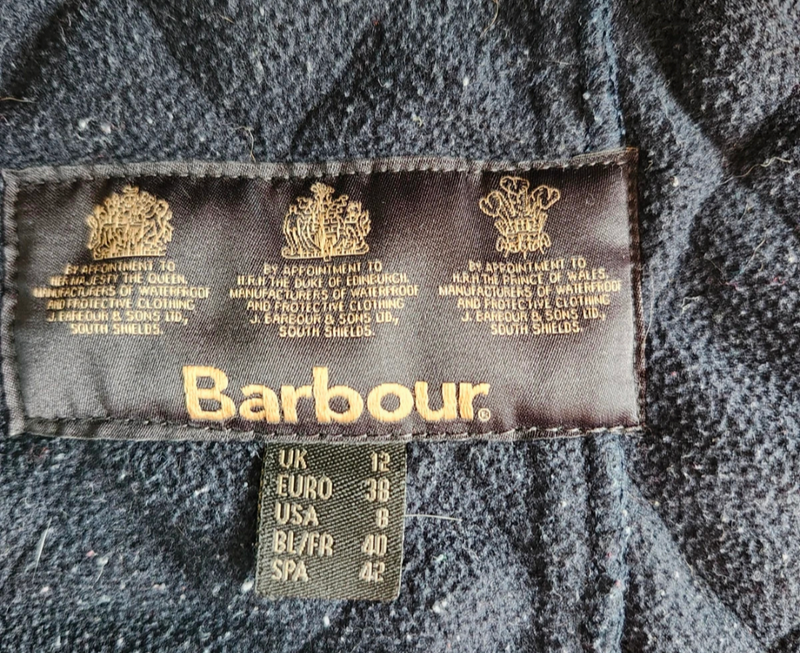 BY APPOINTMENT TO
HER MAJESTY THE QUEEN,
MANUFACTURERS OF WATERPROOF
AND PROTECTIVE CLOTHING
J. BARBOUR & SONS LTD.,
SOUTH SHIELDS.
BY APPOINTMENT TO
H.R.H THE DUKE OF EDINBURGH,
MANUFACTURERS OF WATERPROOF
AND PROTECTIVE CLOTHING
J. BARBOUR & SONS LTD.,
SOUTH SHIELDS.
BY APPOINTMENT TO
H.R.H THE PRINCE OF WALES,
MANUFACTURERS OF WATERPROOF
AND PROTECTIVE CLOTHING
J. BARBOUR & SONS LTD.,
SOUTH SHIELDS.
Barbour®
UK 12
EURO 38
USA 8
BL/FR 40
SPA 42